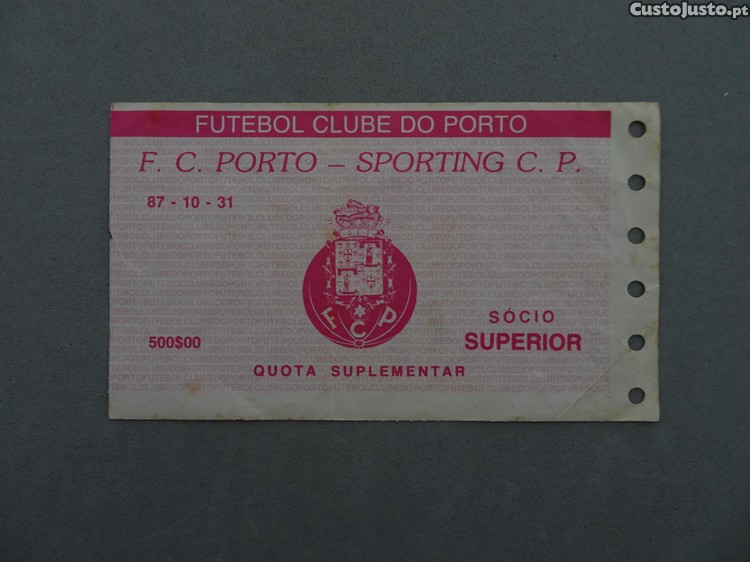 CustoJusto.pt
FUTEBOL CLUBE DO PORTO
F. C. PORTO – SPORTING C. P.
87 - 10 - 31
FCP
SÓCIO
500$00
SUPERIOR
QUOTA SUPLEMENTAR